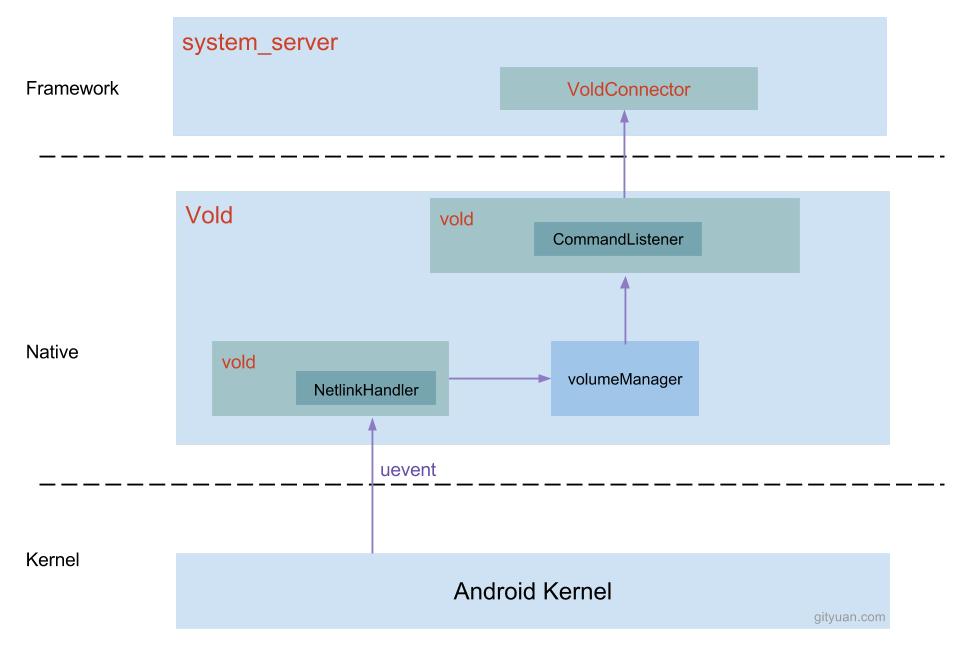 system_server
Framework
VoldConnector
Vold
vold
CommandListener
Native
vold
NetlinkHandler
volumeManager
uevent
Kernel
Android Kernel
gityuan.com